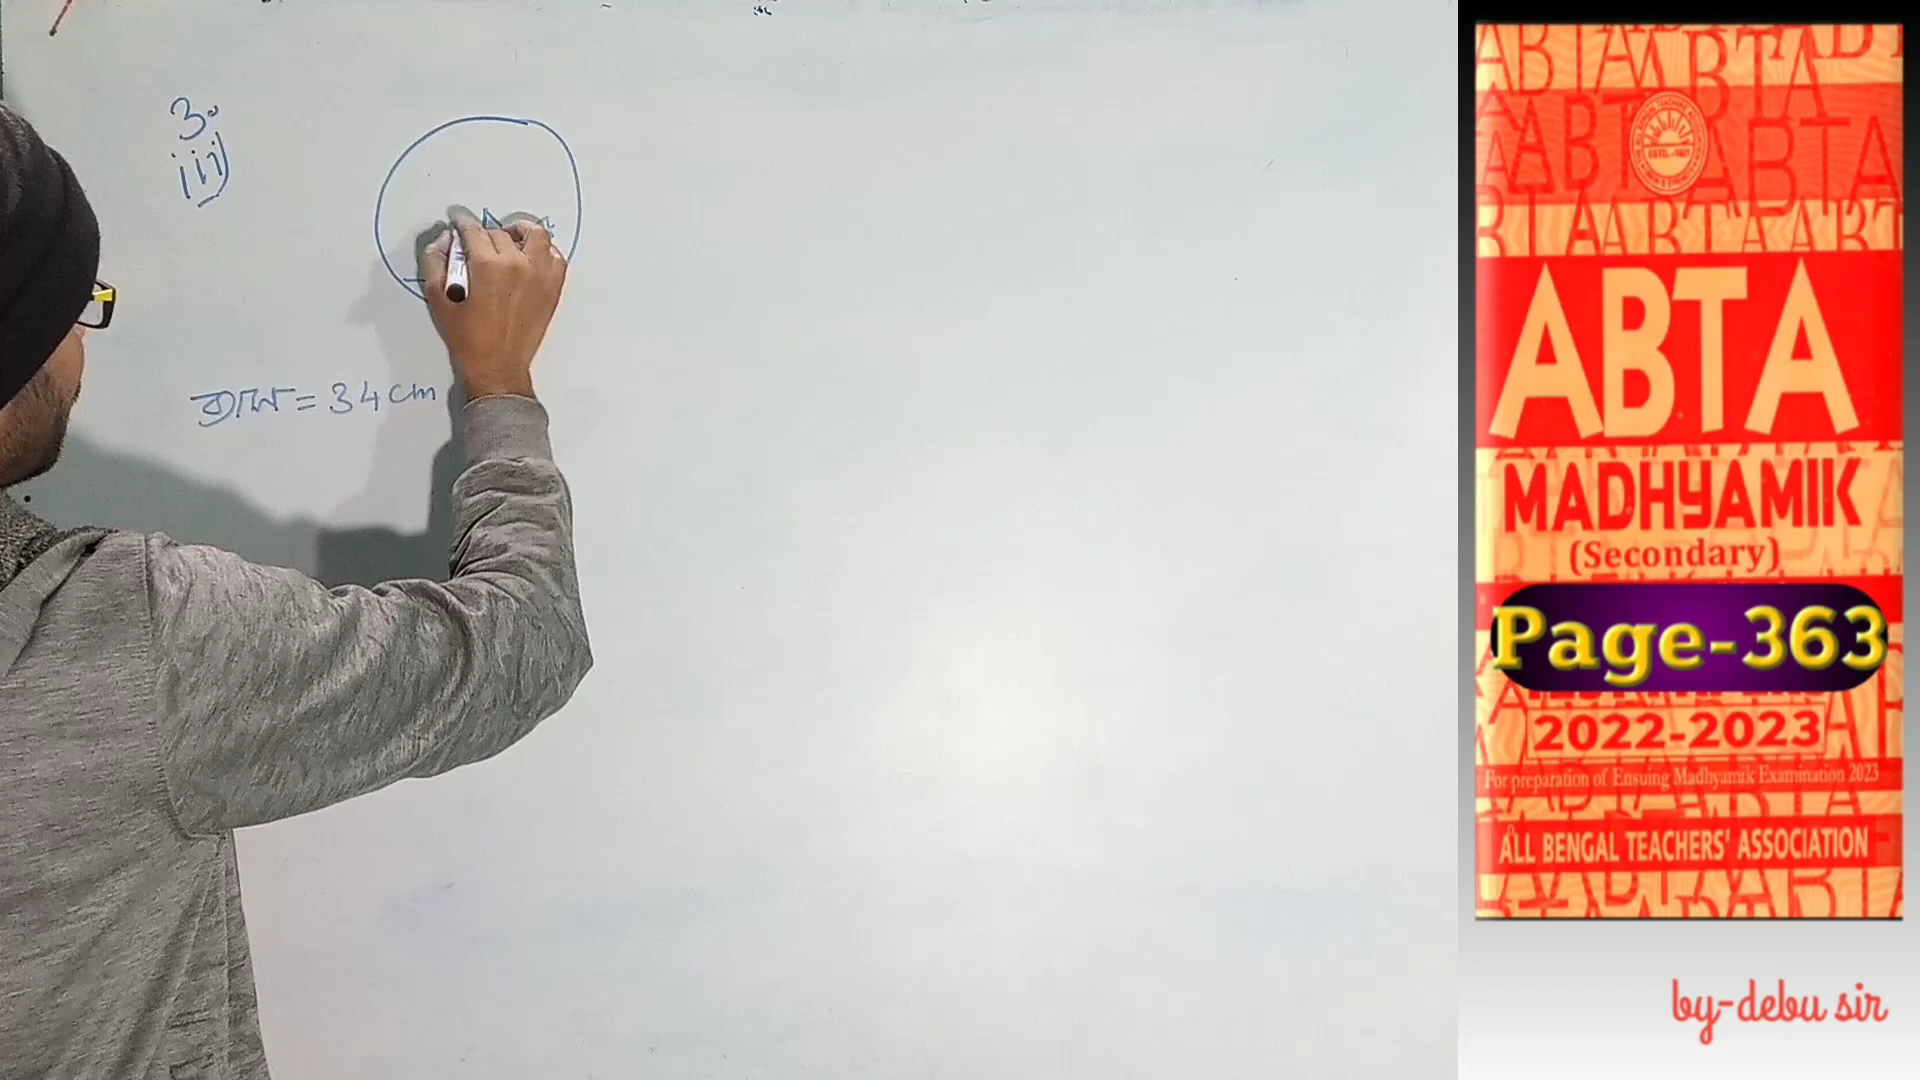 3.
iii)
ব্যাস = 34 cm
ABTA
MADHYAMIK
(Secondary)
Page-363
2022-2023
For preparation of Ensuing Madhyamik Examination 2023
ALL BENGAL TEACHERS' ASSOCIATION
by-debu sir